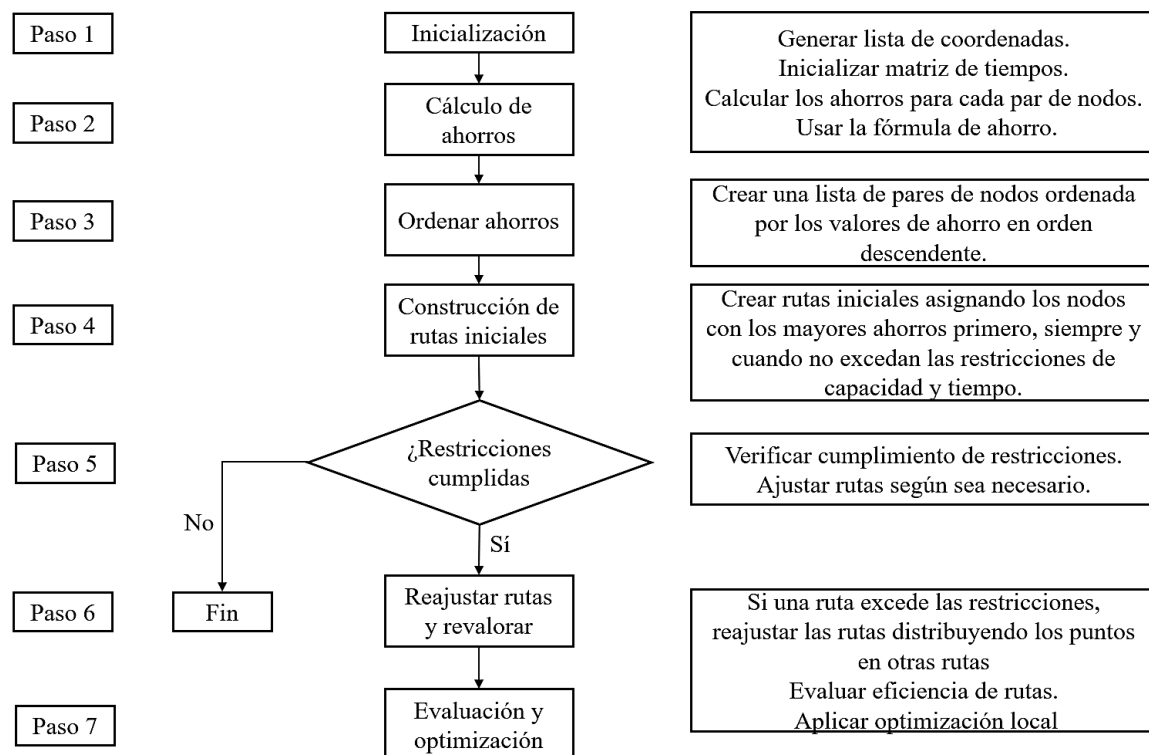 Paso 1
Inicialización
Generar lista de coordenadas.
Inicializar matriz de tiempos.
Calcular los ahorros para cada par de nodos.
Usar la fórmula de ahorro.
Paso 2
Cálculo de
ahorros
Paso 3
Ordenar ahorros
Crear una lista de pares de nodos ordenada
por los valores de ahorro en orden
descendente.
Paso 4
Construcción de
rutas iniciales
Crear rutas iniciales asignando los nodos
con los mayores ahorros primero, siempre y
cuando no excedan las restricciones de
capacidad y tiempo.
Paso 5
¿Restricciones
cumplidas
Verificar cumplimiento de restricciones.
Ajustar rutas según sea necesario.
No
Sí
Paso 6
Fin
Reajustar rutas
y revalorar
Si una ruta excede las restricciones,
reajustar las rutas distribuyendo los puntos
en otras rutas
Evaluar eficiencia de rutas.
Aplicar optimización local
Paso 7
Evaluación y
optimización